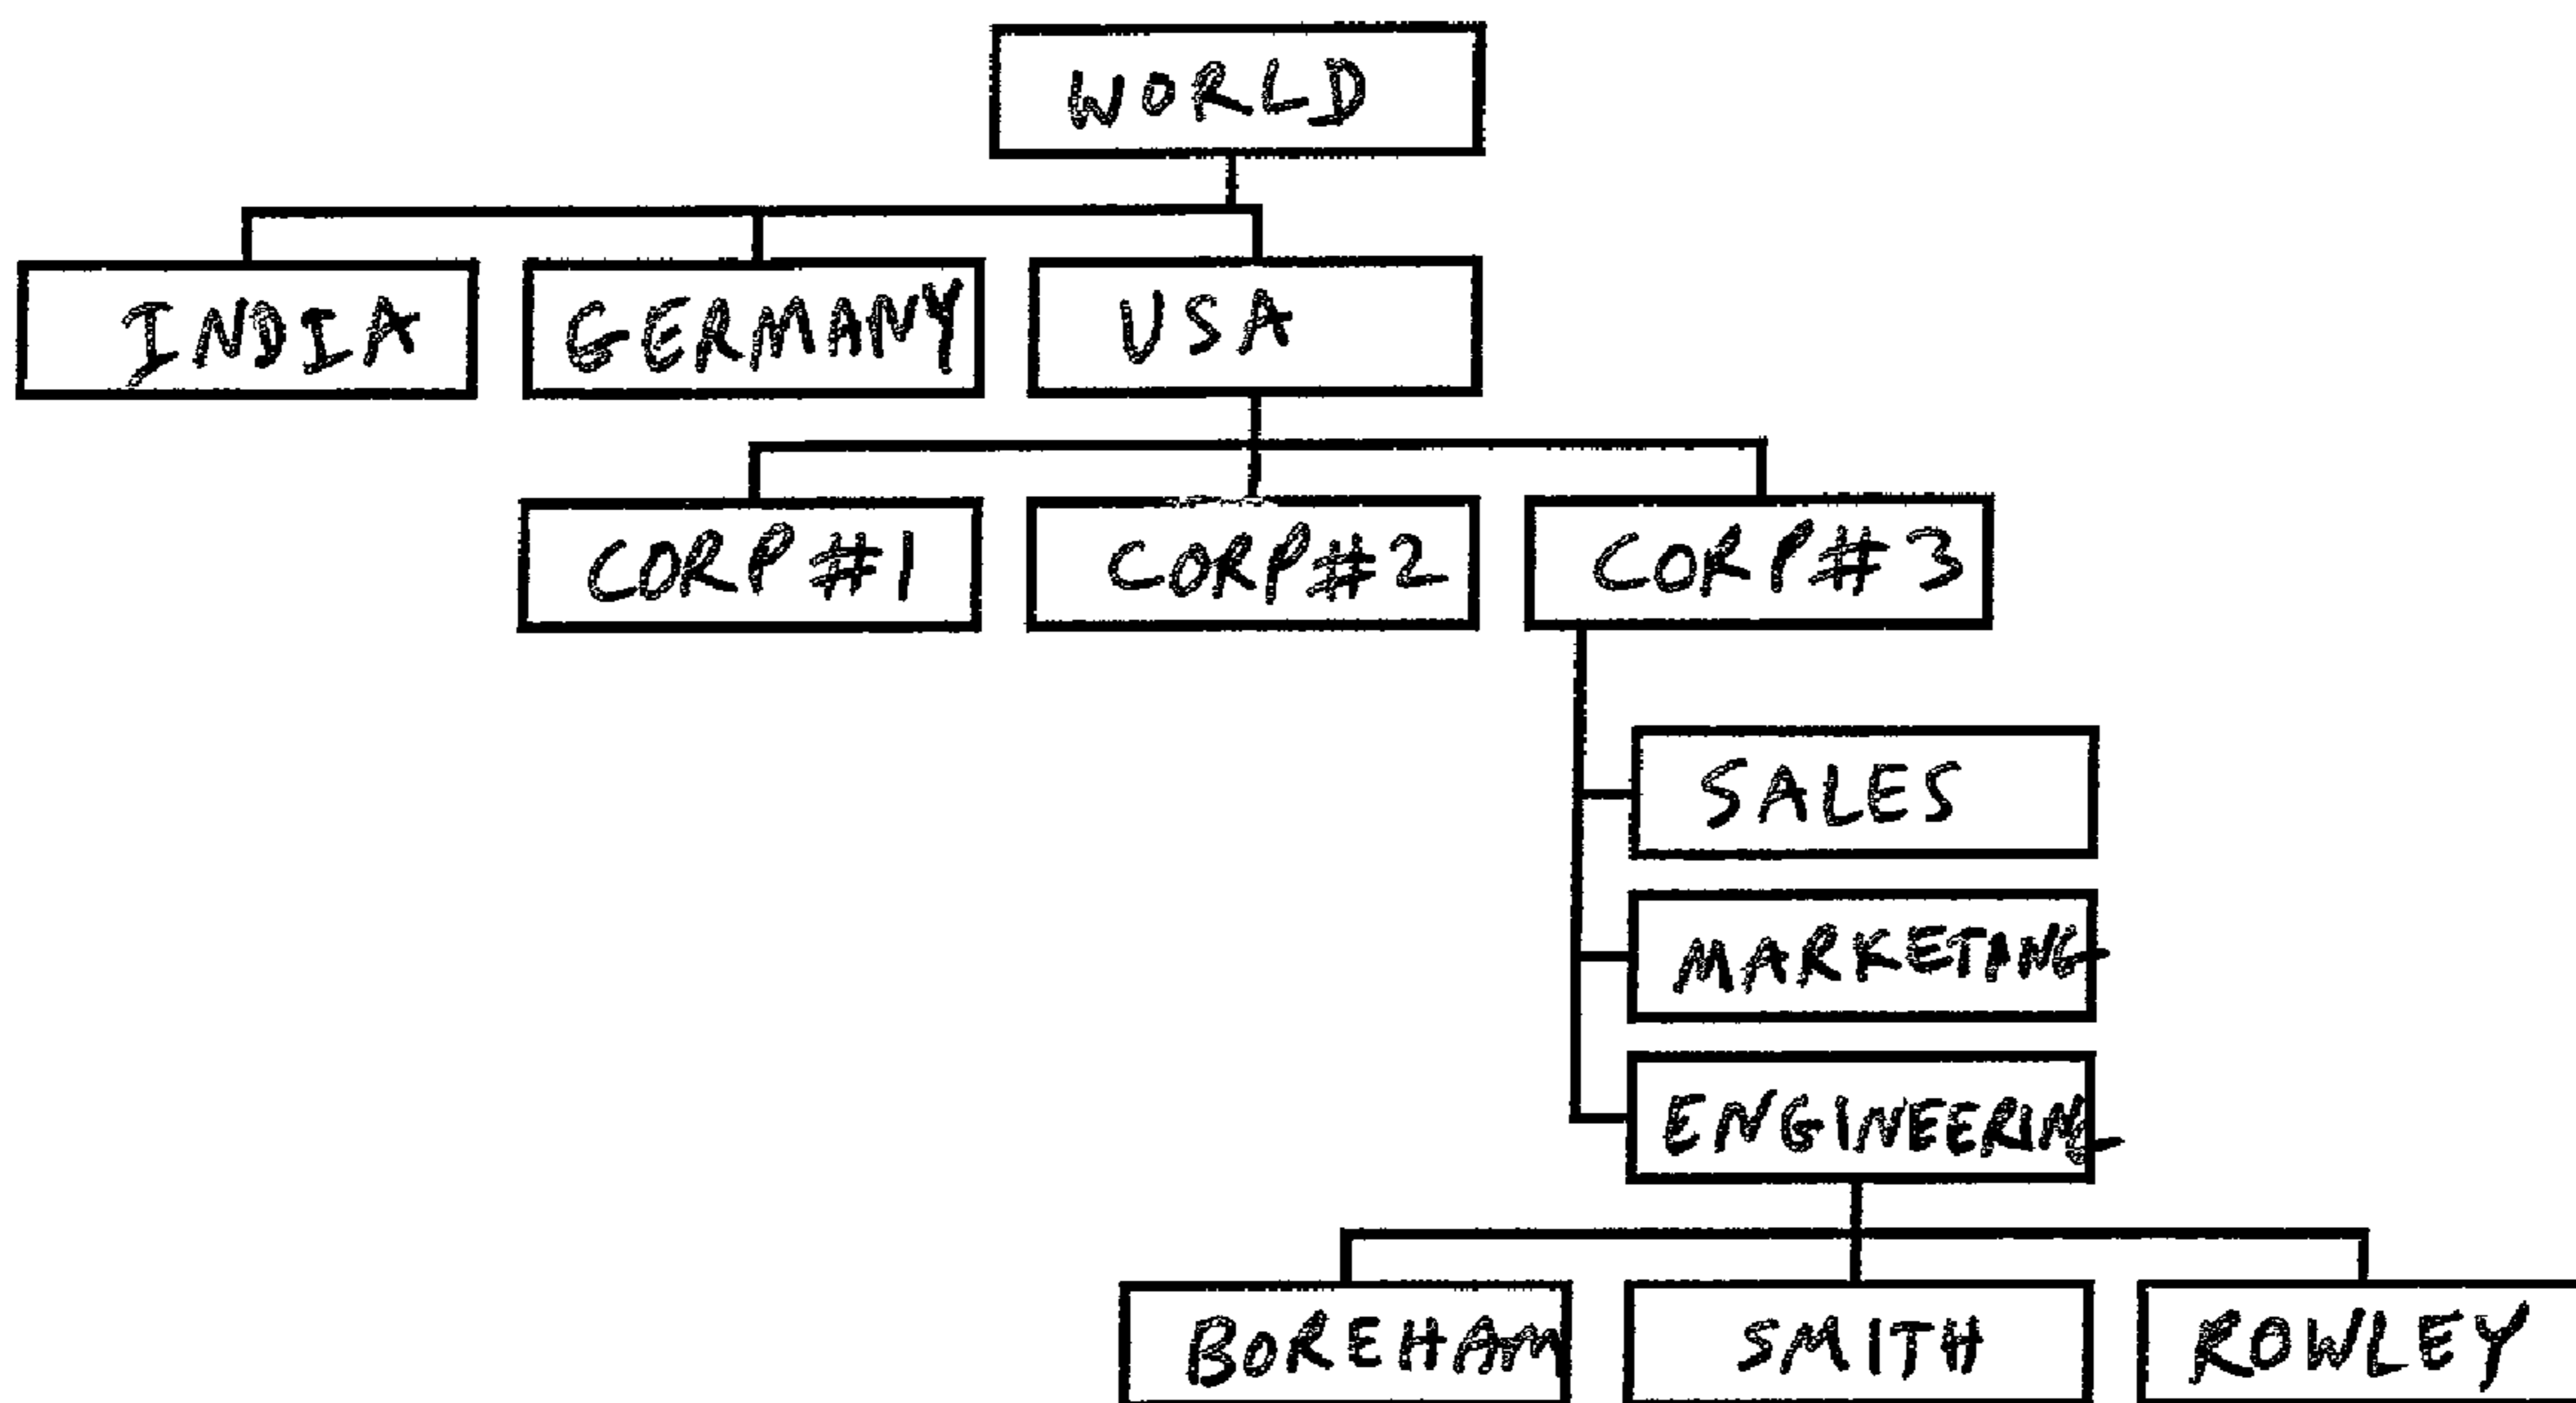 WORLD
INDIA GERMANY USA
CORP #1 CORP #2 CORP # 3
SALES
MARKETING
ENGINEERING
BOREHAM SMITH ROWLEY